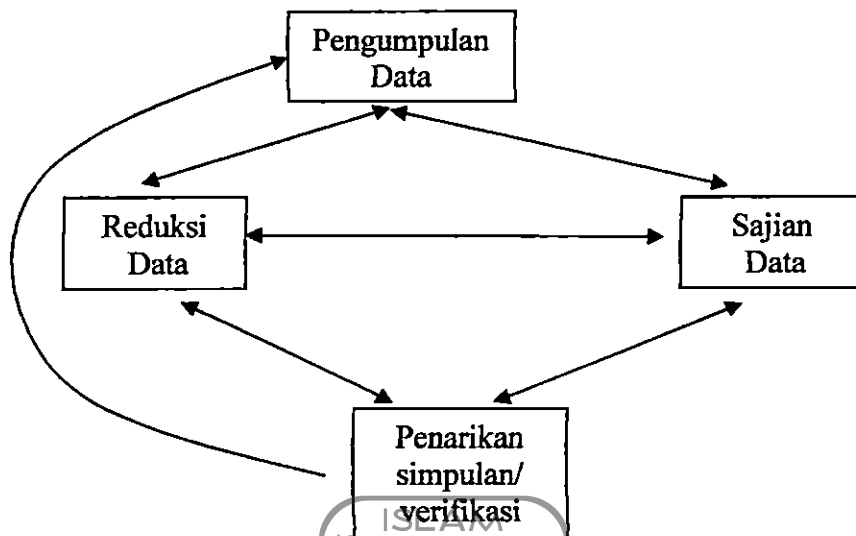 Pengumpulan
Data
Reduksi
Data
Sajian
Data
Penarikan
simpulan/
verifikasi
ISLAM